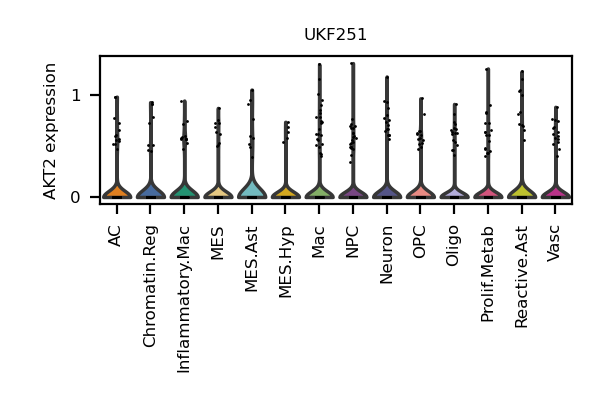 UKF251
AKT2 expression
1
0
AC
Chromatin.Reg
Inflammatory.Mac
MES
MES.Ast
MES.Hyp
Mac
NPC
Neuron
OPC
Oligo
Prolif.Metab
Reactive.Ast
Vasc